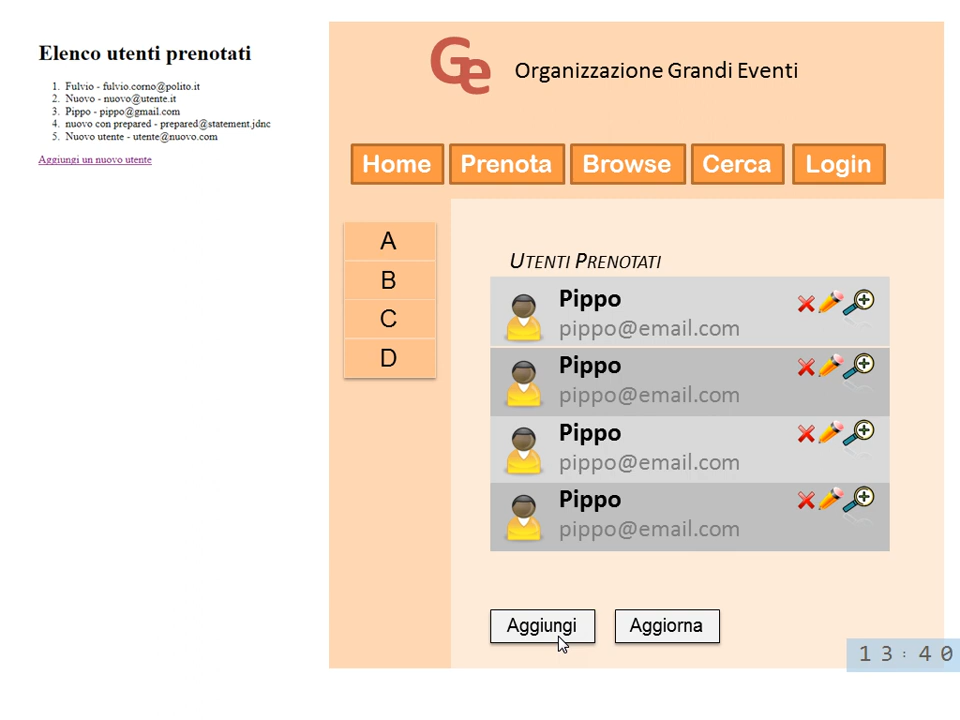 Elenco utenti prenotati
1. Fulvio - fulvio.corno@polito.it
2. Nuovo - nuovo@utente.it
3. Pippo - pippo@gmail.com
4. nuovo con prepared - prepared@statement.jdnc
5. Nuovo utente - utente@nuovo.com
Aggiungi un nuovo utente
Ge
Organizzazione Grandi Eventi
Home Prenota Browse Cerca Login
A
B
C
D
UTENTI PRENOTATI
Pippo
pippo@email.com
Pippo
pippo@email.com
Pippo
pippo@email.com
Pippo
pippo@email.com
Aggiungi Aggiorna
13:40